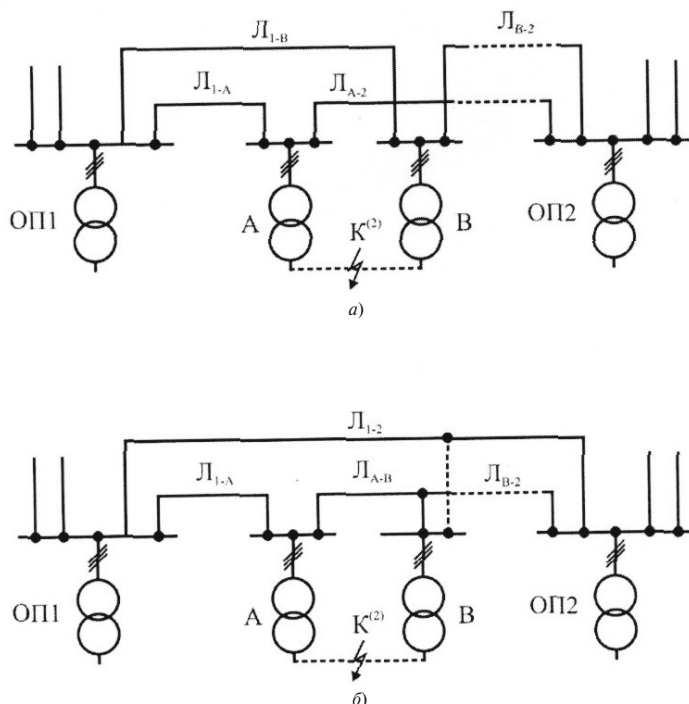 Л1-В
ЛВ-2
Л1-А
ЛА-2
ОП1
А
К(2)
В
ОП2
а)
Л1-2
Л1-А
ЛА-В
ЛВ-2
ОП1
А
К(2)
В
ОП2
б)